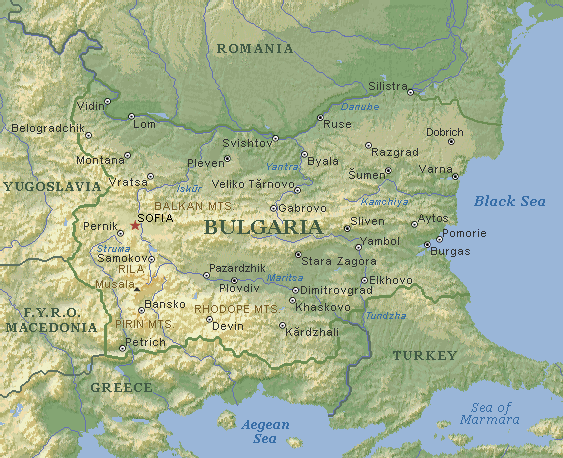 ROMANIA
Silistra
Vidin
Danube
Lom
Ruse
Belogradchik
Dobrich
Svishtov
Razgrad
Montana
Pleven
Byalá
Yantra
Varna
Šumen
Vratsa
YUGOSLAVIA
Iskúr
Veliko Tărnovo
Black Sea
Kamchiya
BALKAN MTS.
Gabrovo
SOFIA
Aytos
Pernik
BULGARIA
Sliven
Pomorie
Yambol
Struma
Burgas
Samokov
Stara Zagora
RILA
Pazardzhik
Maritsa
Elkhovo
Musala
Plovdiv
Dimitrovgrad
Bansko
RHODOPE MTS.
Khaskovo
F.Y.R.O.
MACEDONIA
Tundzha
PIRIN MTS.
Devin
Kărdzhali
Petrich
TURKEY
GREECE
Sea of
Marmara
Aegean
Sea